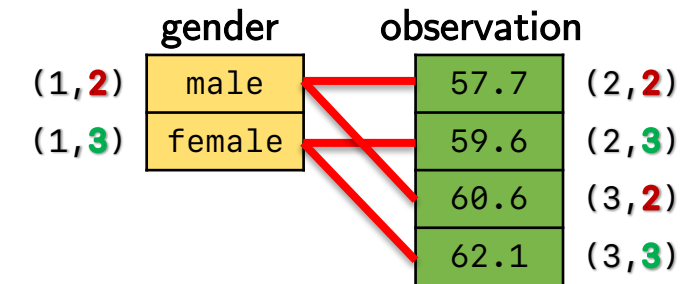 gender observation
(1,2) male 57.7 (2,2)
(1,3) female 59.6 (2,3)
60.6 (3,2)
62.1 (3,3)